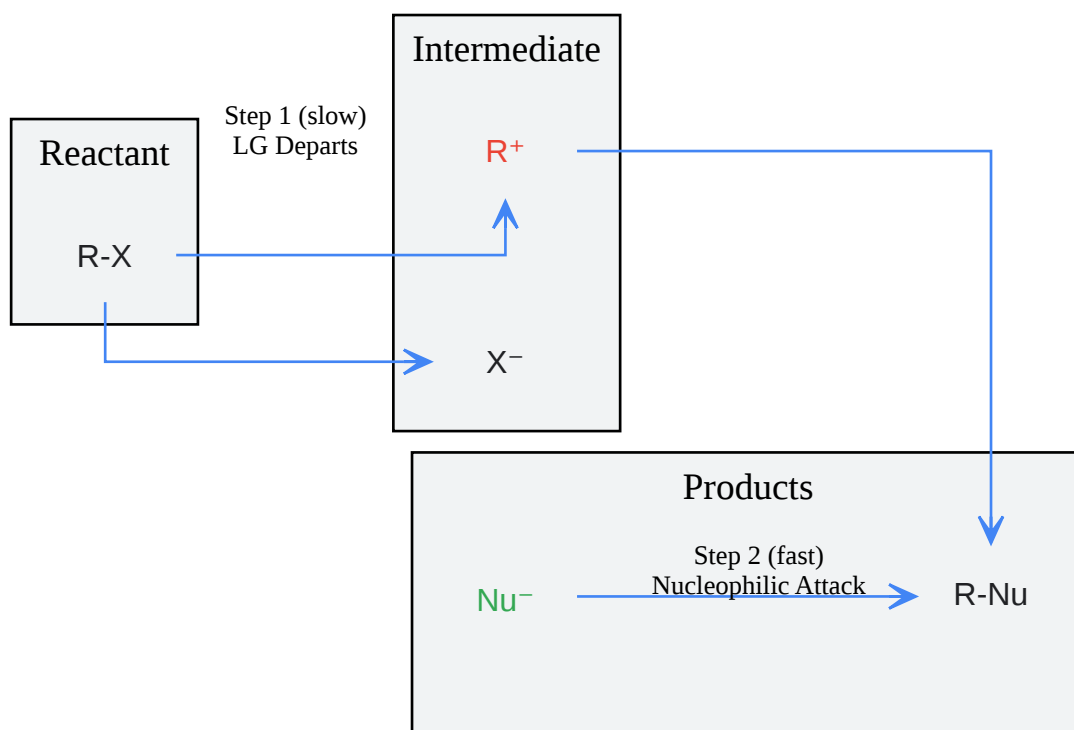 Intermediate
Step 1 (slow)
LG Departs
Reactant
R⁺
R-X
X⁻
Products
Step 2 (fast)
Nucleophilic Attack
Nu⁻
R-Nu